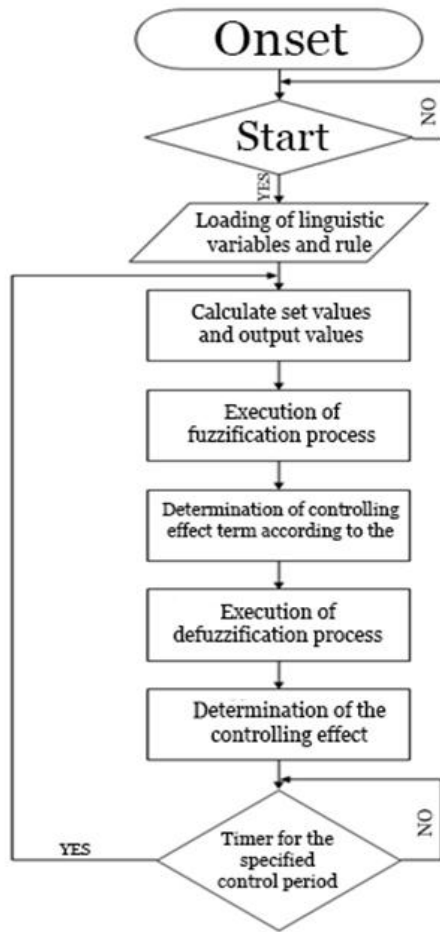 Onset
NO
Start
YES
Loading of linguistic
variables and rule
Calculate set values
and output values
Execution of
fuzzification process
Determination of controlling
effect term according to the
Execution of
defuzzification process
Determination of the
controlling effect
NO
YES
Timer for the
specified
control period